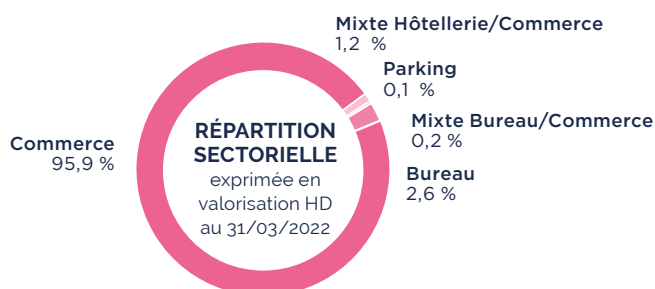 Mixte Hôtellerie/Commerce
1,2 %
Parking
0,1 %
Mixte Bureau/Commerce
0,2 %
Bureau
2,6 %
Commerce
95,9 %
RÉPARTITION
SECTORIELLE
exprimée en
valorisation HD
au 31/03/2022